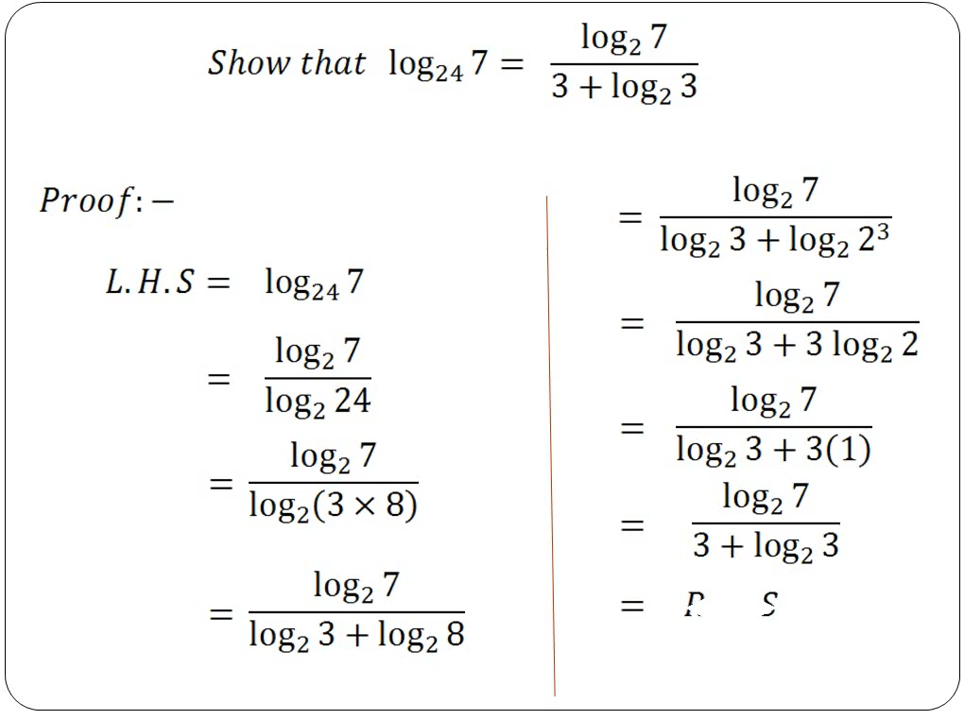 Show that log₂₄ 7 = log₂ 7 / (3 + log₂ 3)
Proof: −
L.H.S = log₂₄ 7
= log₂ 7 / log₂ 24
= log₂ 7 / log₂(3 × 8)
= log₂ 7 / (log₂ 3 + log₂ 8)
= log₂ 7 / (log₂ 3 + log₂ 2³)
= log₂ 7 / (log₂ 3 + 3 log₂ 2)
= log₂ 7 / (log₂ 3 + 3(1))
= log₂ 7 / (3 + log₂ 3)
=